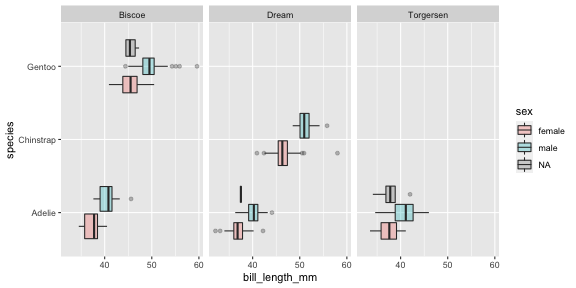 Biscoe Dream Torgersen
species
Gentoo
Chinstrap
Adelie
40 50 60 40 50 60 40 50 60
bill_length_mm
sex
female
male
NA